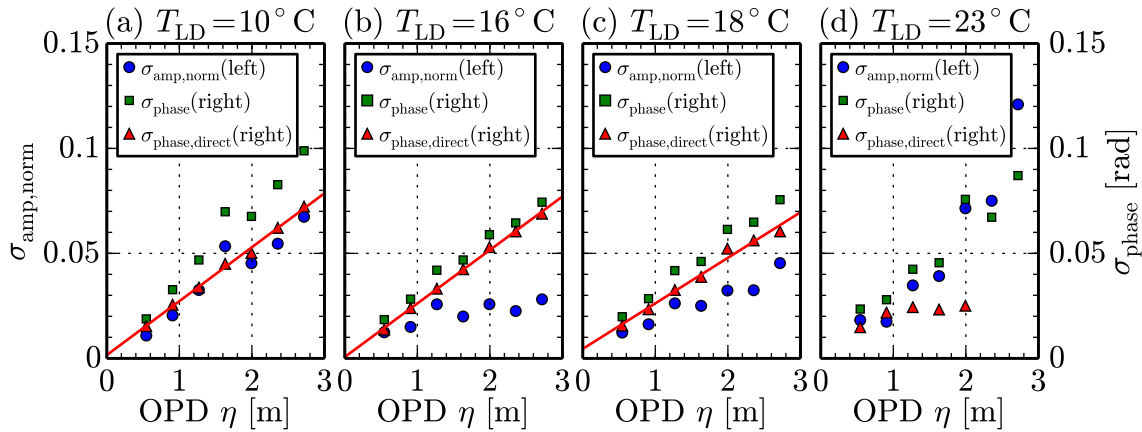 (a) T_LD=10°C (b) T_LD=16°C (c) T_LD=18°C (d) T_LD=23°C
0.15 0.15
σ_amp,norm(left) σ_amp,norm(left) σ_amp,norm(left) σ_amp,norm(left)
σ_phase(right) σ_phase(right) σ_phase(right) σ_phase(right)
σ_phase,direct(right) σ_phase,direct(right) σ_phase,direct(right) σ_phase,direct(right)
0.1 0.1
σ_amp,norm
σ_phase [rad]
0.05 0.05
0 0
0 1 2 3 0 1 2 3 0 1 2 3 0 1 2 3
OPD η [m] OPD η [m] OPD η [m] OPD η [m]